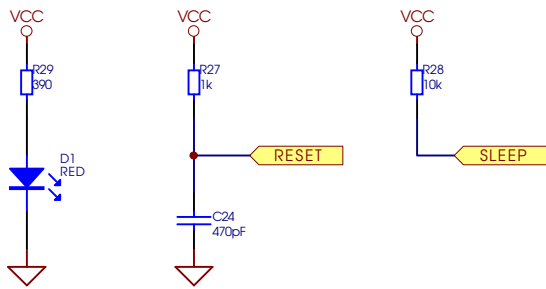 VCC
R29
390
D1
RED
VCC
R27
1k
RESET
C24
470pF
VCC
R28
10k
SLEEP